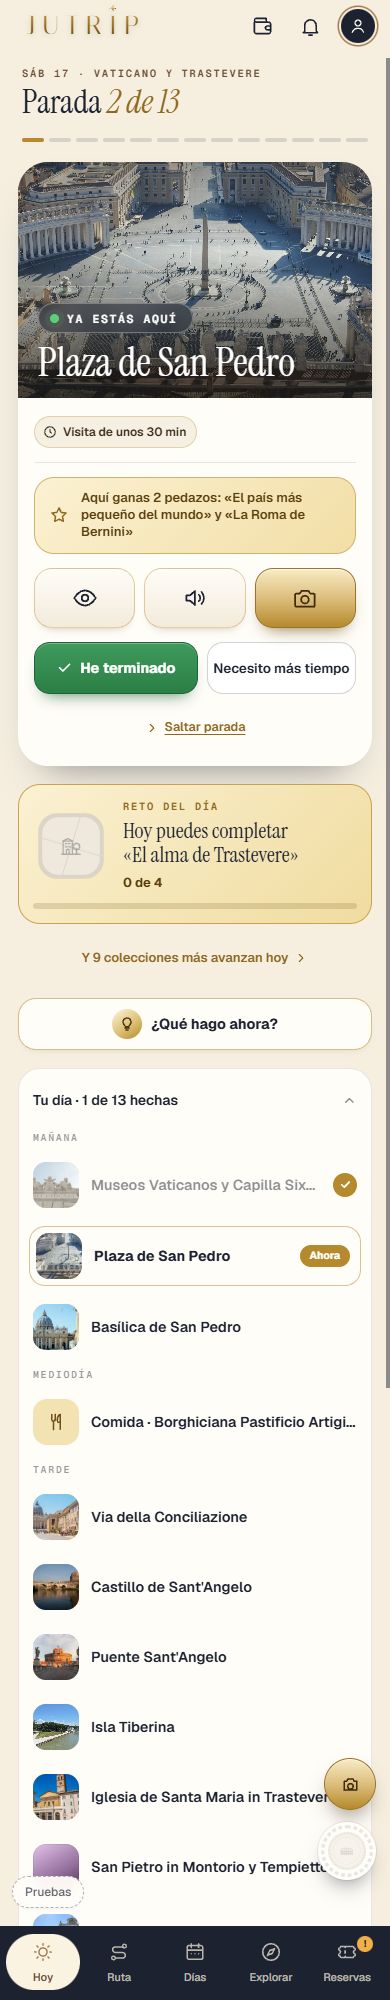 JUTRIP
SÁB 17 · VATICANO Y TRASTEVERE
Parada 2 de 13
YA ESTÁS AQUÍ
Plaza de San Pedro
Visita de unos 30 min
Aquí ganas 2 pedazos: «El país más
pequeño del mundo» y «La Roma de
Bernini»
He terminado
Necesito más tiempo
Saltar parada
RETO DEL DÍA
Hoy puedes completar
«El alma de Trastevere»
0 de 4
Y 9 colecciones más avanzan hoy
¿Qué hago ahora?
Tu día · 1 de 13 hechas
MAÑANA
Museos Vaticanos y Capilla Six...
Plaza de San Pedro
Ahora
Basílica de San Pedro
MEDIODÍA
Comida · Borghiciana Pastificio Artigi...
TARDE
Via della Conciliazione
Castillo de Sant'Angelo
Puente Sant'Angelo
Isla Tiberina
Iglesia de Santa Maria in Trastever
San Pietro in Montorio y Tempiett
Pruebas
Hoy
Ruta
Días
Explorar
Reservas
!